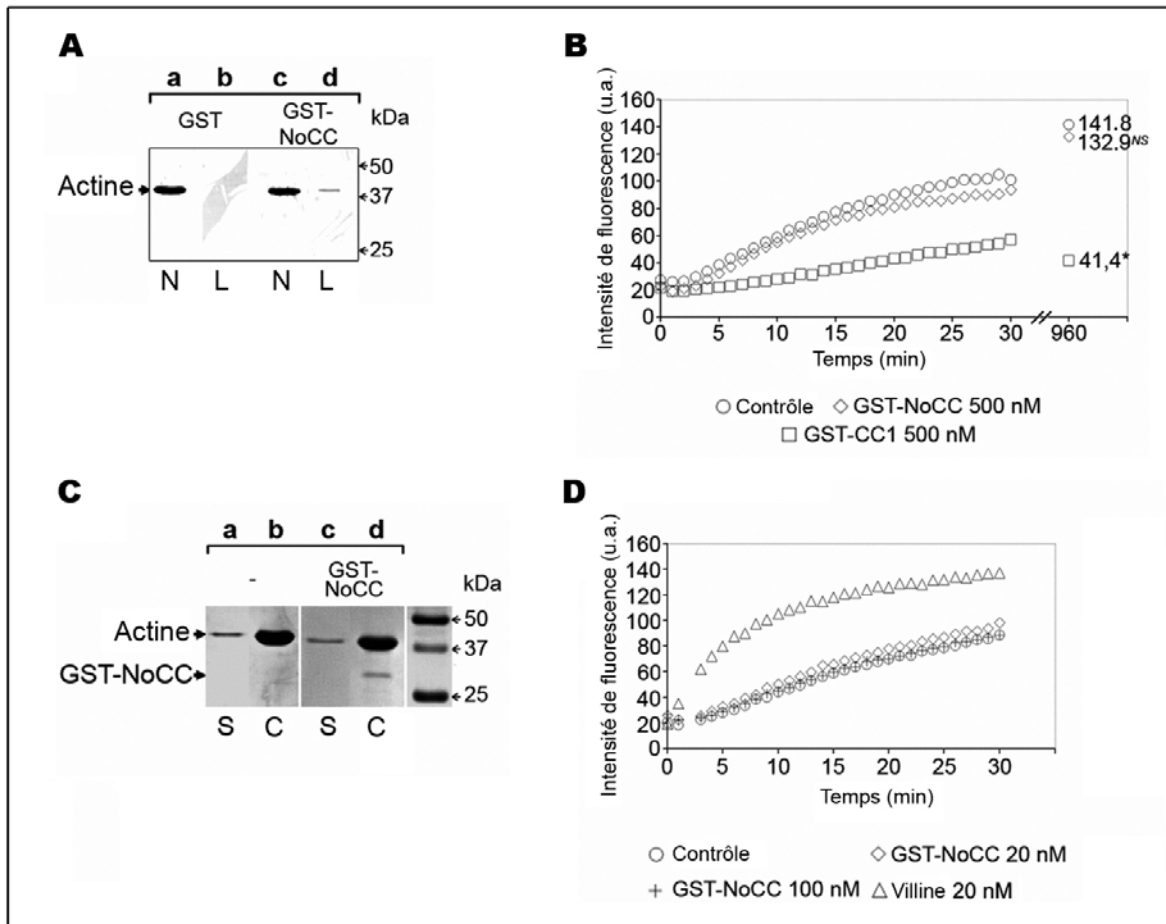 A
a b c d
GST GST-
NoCC kDa
50
Actine 37
25
N L N L
B
Intensité de fluorescence (u.a.)
160
140
120
100
80
60
40
20
0
141.8
132.9NS
41,4*
0 5 10 15 20 25 30 960
Temps (min)
Contrôle GST-NoCC 500 nM
GST-CC1 500 nM
C
a b c d
- GST-
NoCC kDa
Actine 50
37
GST-NoCC 25
S C S C
D
Intensité de fluorescence (u.a.)
160
140
120
100
80
60
40
20
0
0 5 10 15 20 25 30
Temps (min)
Contrôle GST-NoCC 20 nM
GST-NoCC 100 nM Villine 20 nM